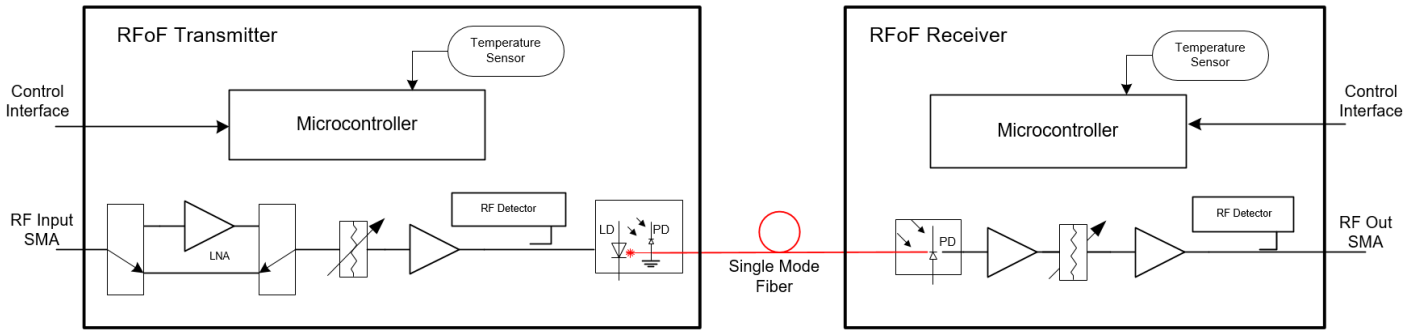 RFoF Transmitter
Temperature
Sensor
Control
Interface
Microcontroller
RF Input
SMA
LNA
RF Detector
LD
PD
Single Mode
Fiber
RFoF Receiver
Temperature
Sensor
Control
Interface
Microcontroller
PD
RF Detector
RF Out
SMA